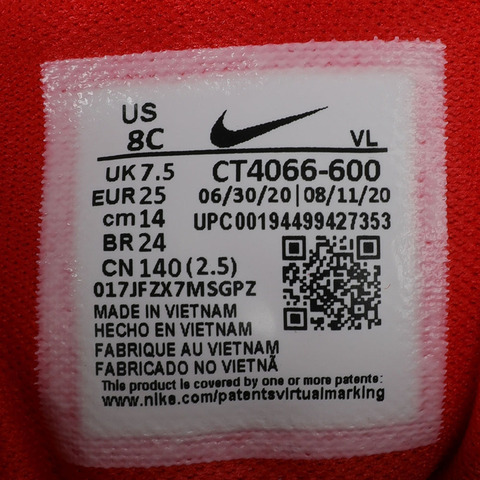 US
8C
VL
UK 7.5
CT4066-600
EUR 25
06/30/20|08/11/20
cm 14
UPC00194499427353
BR 24
CN 140 (2.5)
017JFZX7MSGPZ
MADE IN VIETNAM
HECHO EN VIETNAM
FABRIQUE AU VIETNAM
FABRICADO NO VIETNÃ
This product is covered by one or more patents:
www.nike.com/patentsvirtualmarking